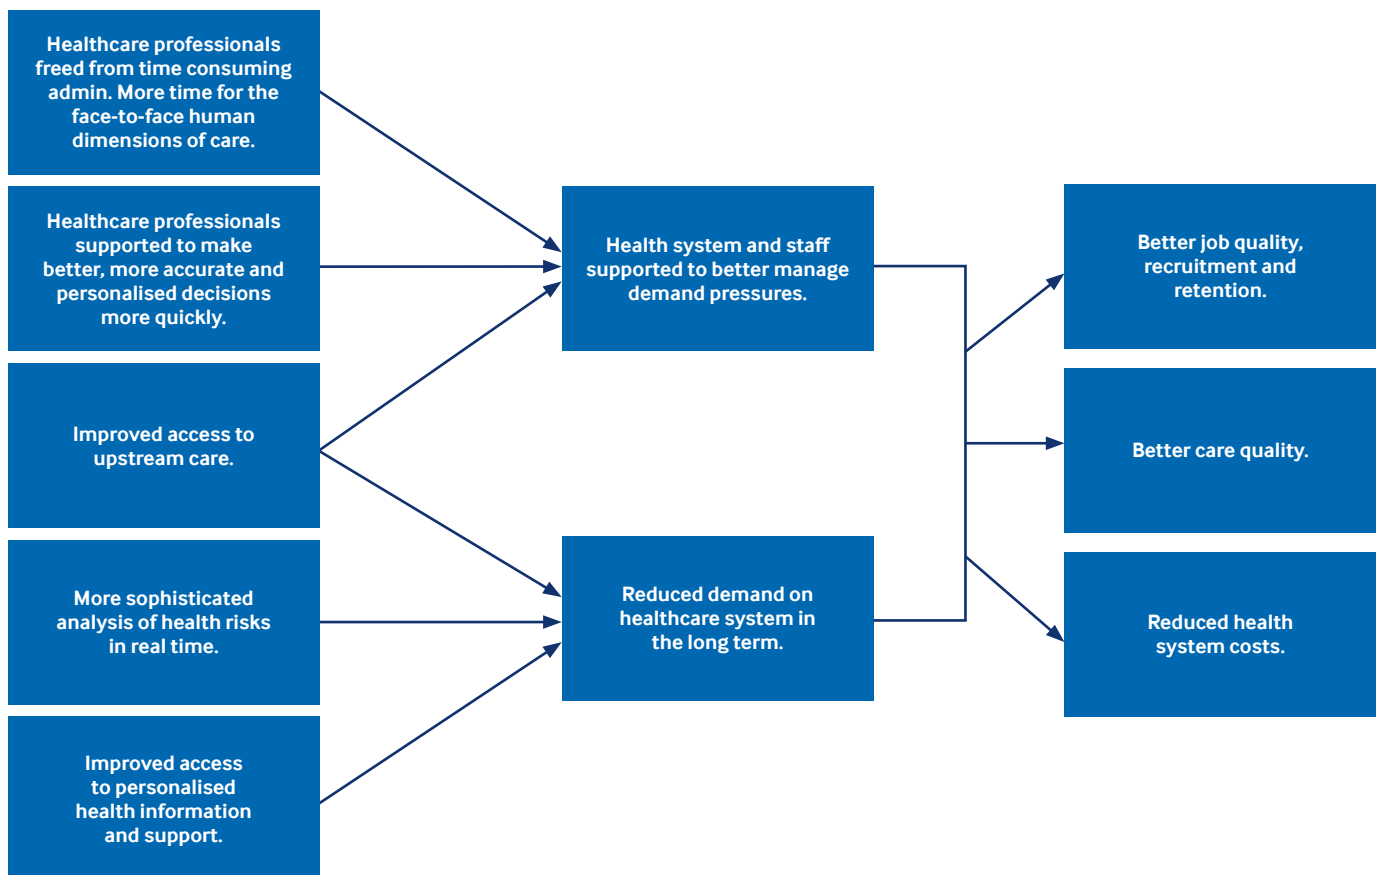 Healthcare professionals
freed from time consuming
admin. More time for the
face-to-face human
dimensions of care.
Healthcare professionals
supported to make
better, more accurate and
personalised decisions
more quickly.
Improved access to
upstream care.
More sophisticated
analysis of health risks
in real time.
Improved access
to personalised
health information
and support.
Health system and staff
supported to better manage
demand pressures.
Reduced demand on
healthcare system in
the long term.
Better job quality,
recruitment and
retention.
Better care quality.
Reduced health
system costs.